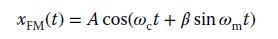 x_FM(t) = A cos(ω_c t + β sin ω_m t)